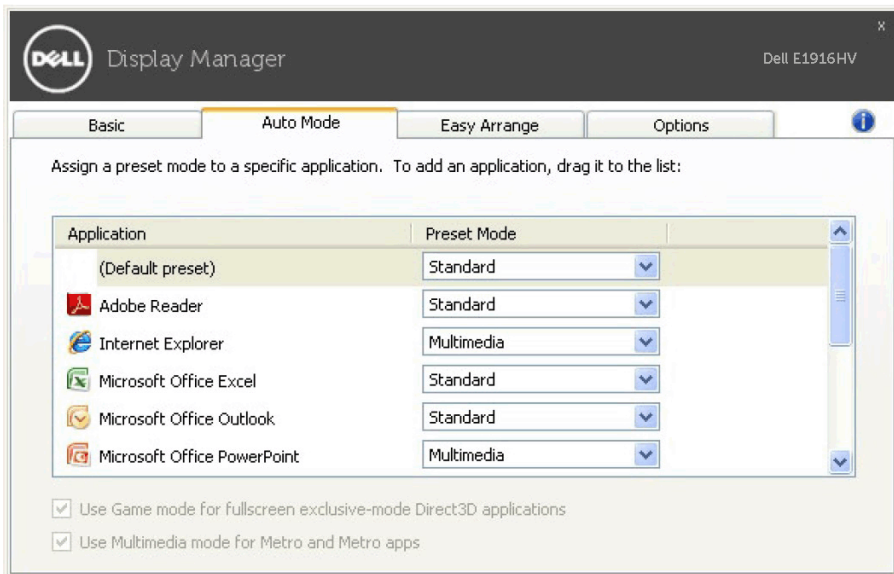 DELL
Display Manager
x
Dell E1916HV
Basic
Auto Mode
Easy Arrange
Options
i
Assign a preset mode to a specific application. To add an application, drag it to the list:
Application Preset Mode
(Default preset) Standard
Adobe Reader Standard
Internet Explorer Multimedia
Microsoft Office Excel Standard
Microsoft Office Outlook Standard
Microsoft Office PowerPoint Multimedia
Use Game mode for fullscreen exclusive-mode Direct3D applications
Use Multimedia mode for Metro and Metro apps